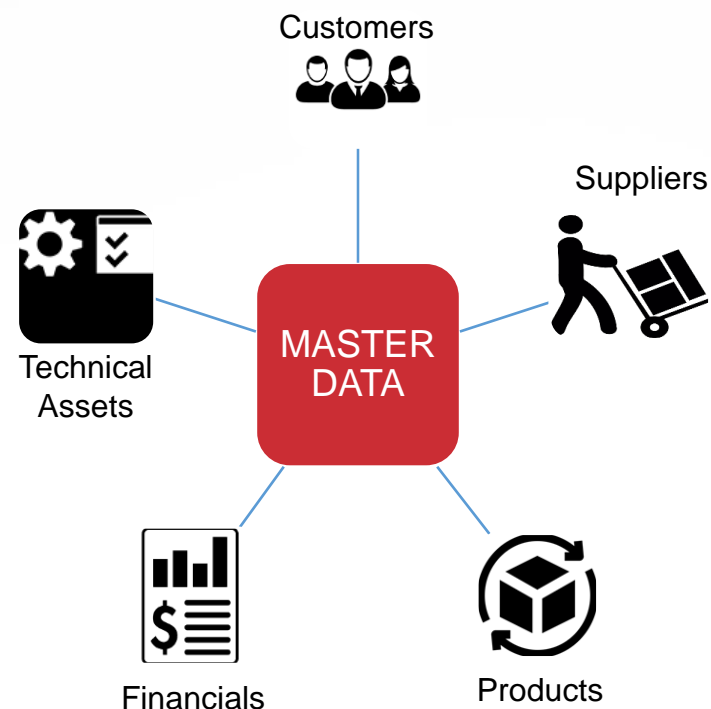 Customers
Suppliers
MASTER
DATA
Technical
Assets
$
Financials
Products